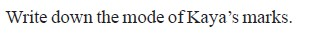 Write down the mode of Kaya’s marks.